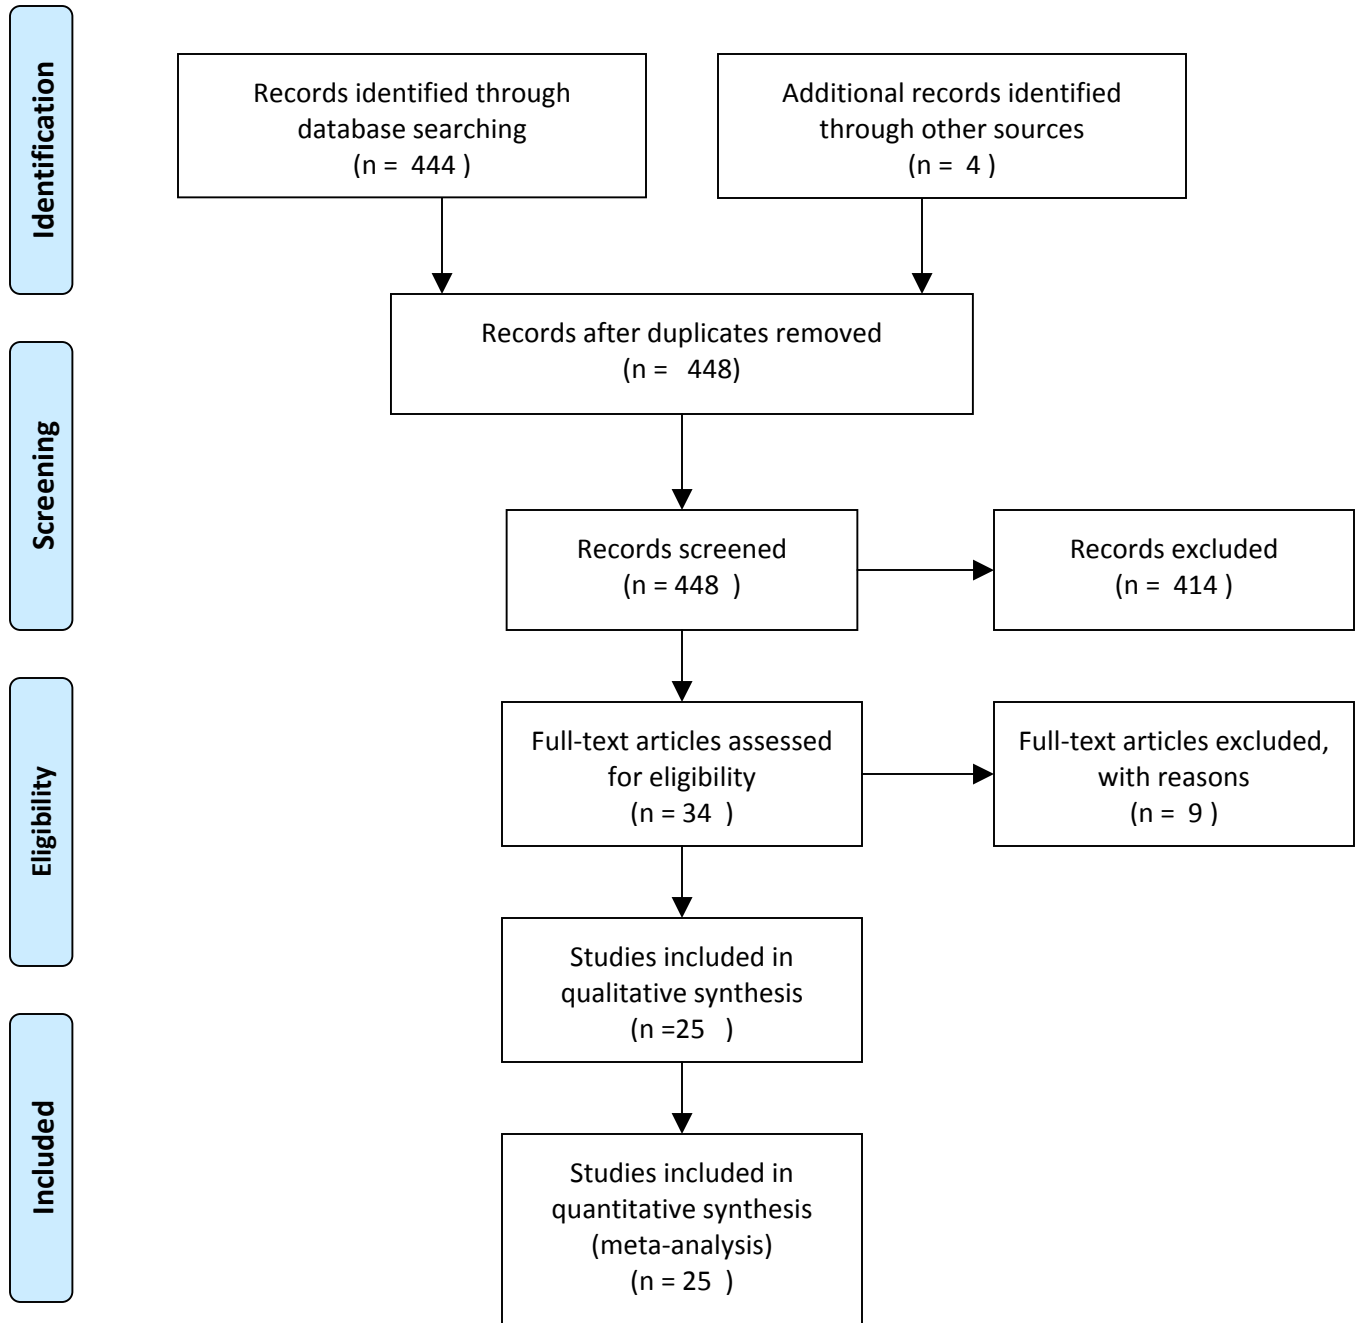 Identification
Records identified through
database searching
(n =  444 )
Additional records identified
through other sources
(n =  4 )
Records after duplicates removed
(n =   448)
Screening
Records screened
(n = 448  )
Records excluded
(n =  414 )
Eligibility
Full-text articles assessed
for eligibility
(n = 34  )
Full-text articles excluded,
with reasons
(n =  9 )
Studies included in
qualitative synthesis
(n =25   )
Included
Studies included in
quantitative synthesis
(meta-analysis)
(n = 25  )